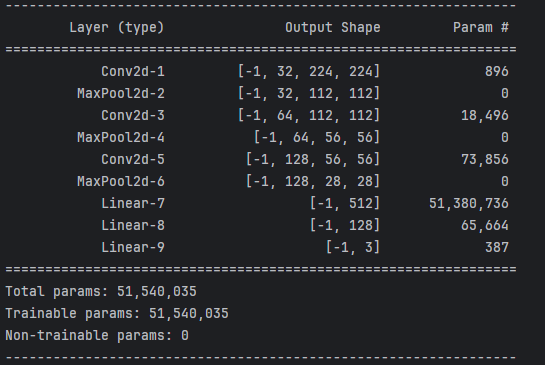 ----------------------------------------------------------------
        Layer (type)               Output Shape         Param #
================================================================
            Conv2d-1         [-1, 32, 224, 224]             896
         MaxPool2d-2         [-1, 32, 112, 112]               0
            Conv2d-3         [-1, 64, 112, 112]          18,496
         MaxPool2d-4           [-1, 64, 56, 56]               0
            Conv2d-5          [-1, 128, 56, 56]          73,856
         MaxPool2d-6          [-1, 128, 28, 28]               0
            Linear-7                  [-1, 512]      51,380,736
            Linear-8                  [-1, 128]          65,664
            Linear-9                    [-1, 3]             387
================================================================
Total params: 51,540,035
Trainable params: 51,540,035
Non-trainable params: 0
----------------------------------------------------------------